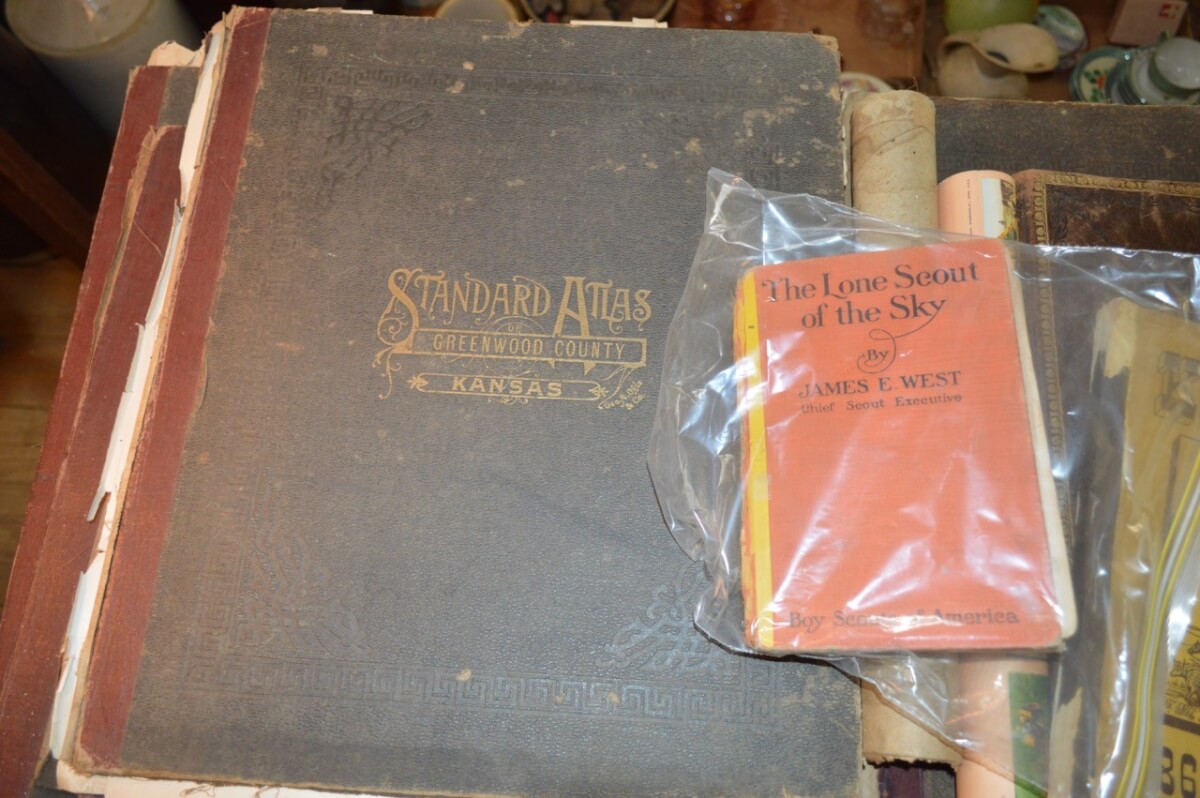 STANDARD ATLAS
OF
GREENWOOD COUNTY
KANSAS
The Lone Scout
of the Sky
By
JAMES E. WEST
Chief Scout Executive
Boy Scouts of America